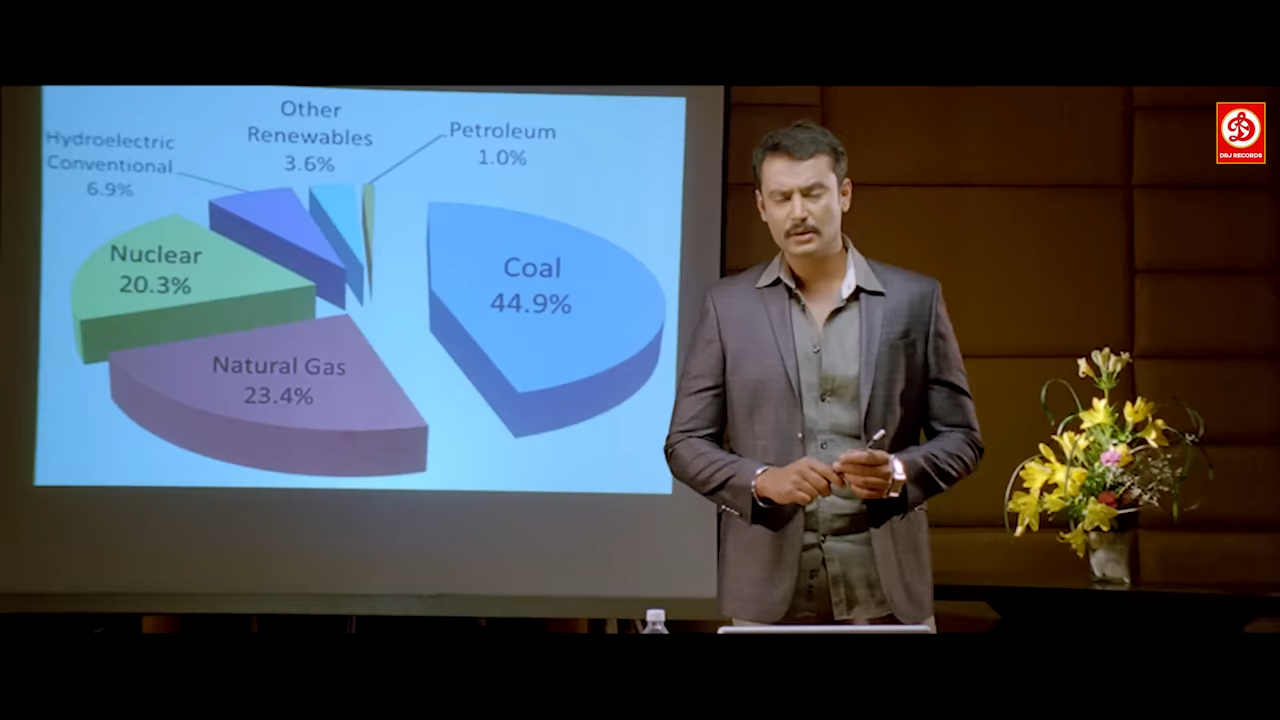 Other
Renewables
3.6%
Hydroelectric
Conventional
6.9%
Petroleum
1.0%
Nuclear
20.3%
Coal
44.9%
Natural Gas
23.4%
DRJ RECORDS